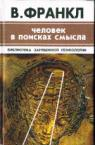 В.ФРАНКЛ
ЧЕЛОВЕК
В ПОИСКАХ СМЫСЛА
БИБЛИОТЕКА ЗАРУБЕЖНОЙ ПСИХОЛОГИИ